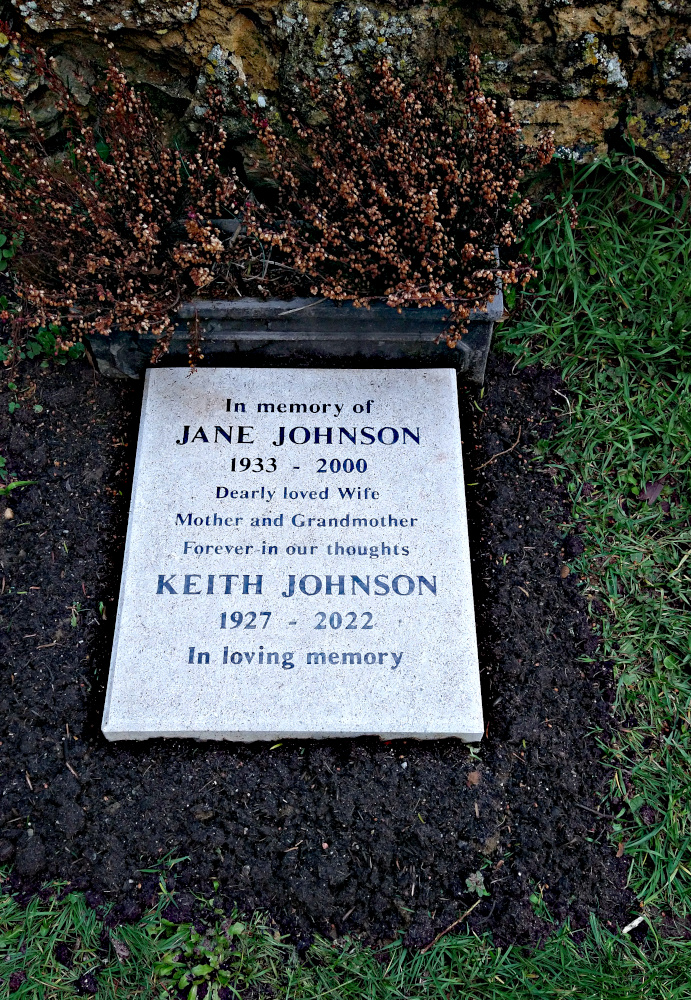 In memory of
JANE JOHNSON
1933 - 2000
Dearly loved Wife
Mother and Grandmother
Forever in our thoughts
KEITH JOHNSON
1927 - 2022
In loving memory